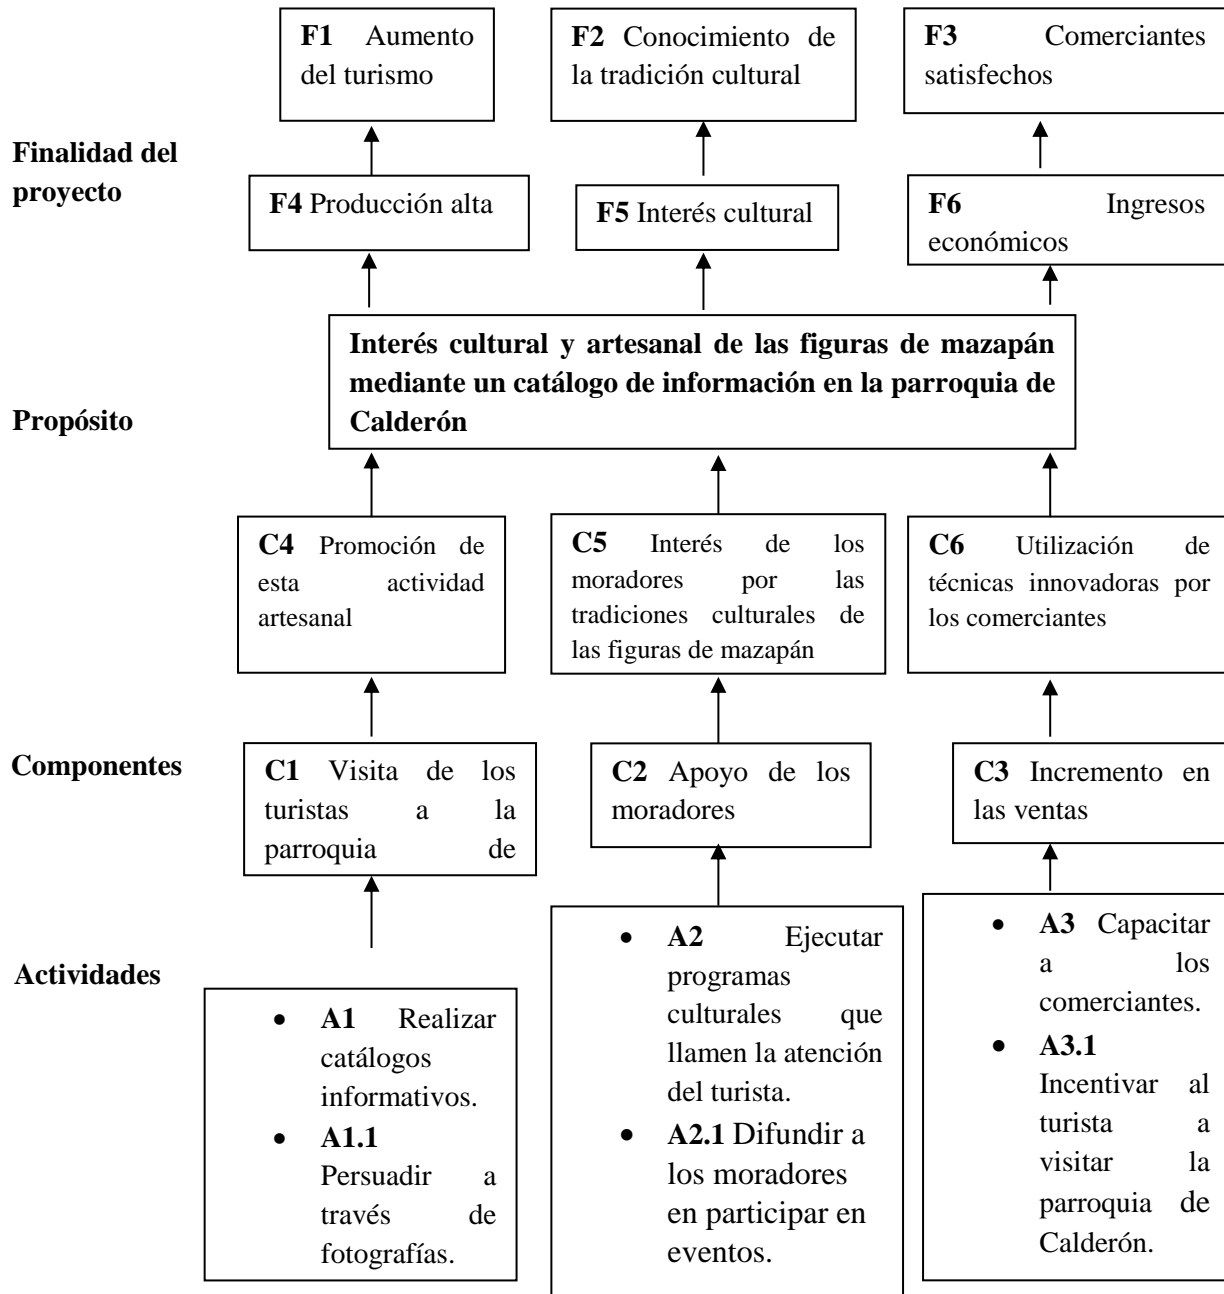 F1 Aumento
del turismo
F2 Conocimiento de
la tradición cultural
F3 Comerciantes
satisfechos
Finalidad del
proyecto
F4 Producción alta
F5 Interés cultural
F6 Ingresos
económicos
Interés cultural y artesanal de las figuras de mazapán
mediante un catálogo de información en la parroquia de
Calderón
Propósito
C4 Promoción de
esta actividad
artesanal
C5 Interés de los
moradores por las
tradiciones culturales de
las figuras de mazapán
C6 Utilización de
técnicas innovadoras por
los comerciantes
Componentes
C1 Visita de los
turistas a la
parroquia de
C2 Apoyo de los
moradores
C3 Incremento en
las ventas
Actividades
• A1 Realizar
catálogos
informativos.
• A1.1
Persuadir a
través de
fotografías.
• A2 Ejecutar
programas
culturales que
llamen la atención
del turista.
• A2.1 Difundir a
los moradores
en participar en
eventos.
• A3 Capacitar
a los
comerciantes.
• A3.1
Incentivar al
turista a
visitar la
parroquia de
Calderón.